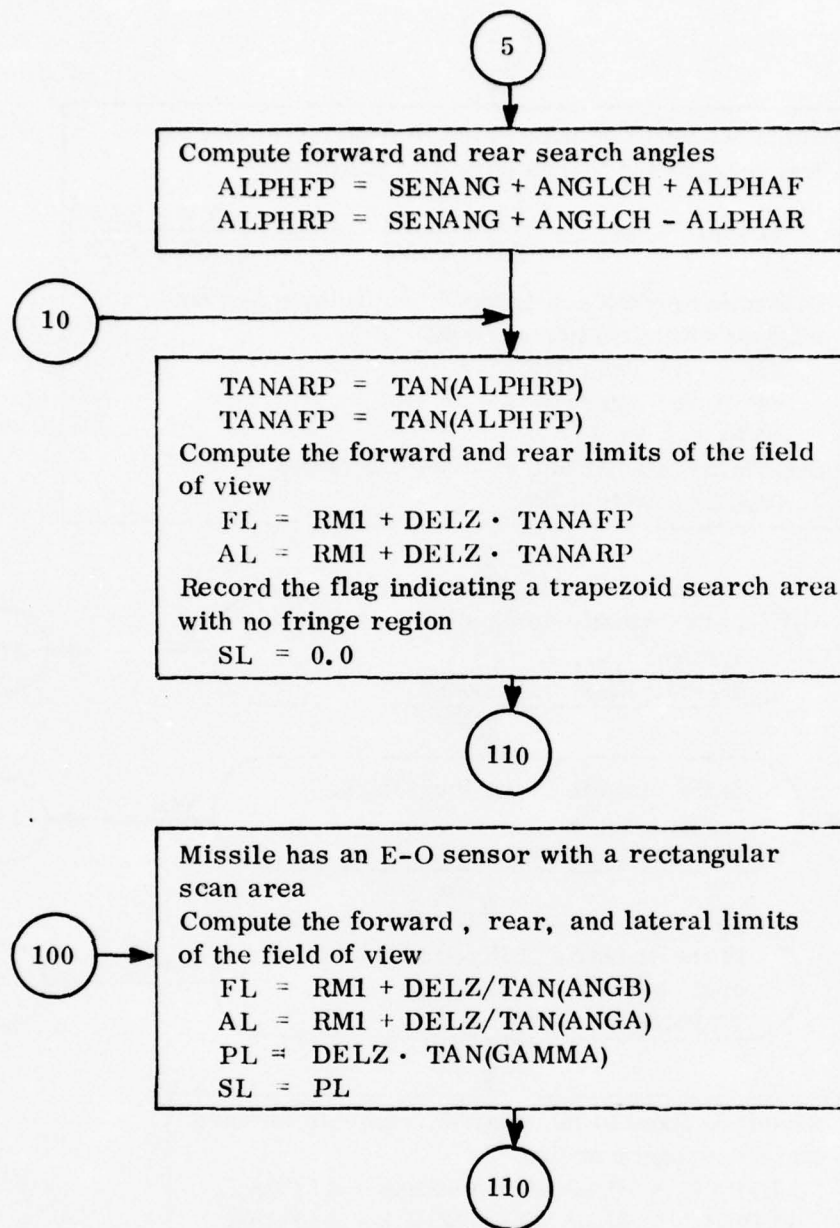 5
Compute forward and rear search angles
ALPHFP = SENANG + ANGLCH + ALPHAF
ALPHRP = SENANG + ANGLCH - ALPHAR
10
TANARP = TAN(ALPHRP)
TANAFP = TAN(ALPHFP)
Compute the forward and rear limits of the field
of view
FL = RM1 + DELZ · TANAFP
AL = RM1 + DELZ · TANARP
Record the flag indicating a trapezoid search area
with no fringe region
SL = 0.0
110
Missile has an E-O sensor with a rectangular
scan area
Compute the forward , rear, and lateral limits
of the field of view
100
FL = RM1 + DELZ/TAN(ANGB)
AL = RM1 + DELZ/TAN(ANGA)
PL = DELZ · TAN(GAMMA)
SL = PL
110